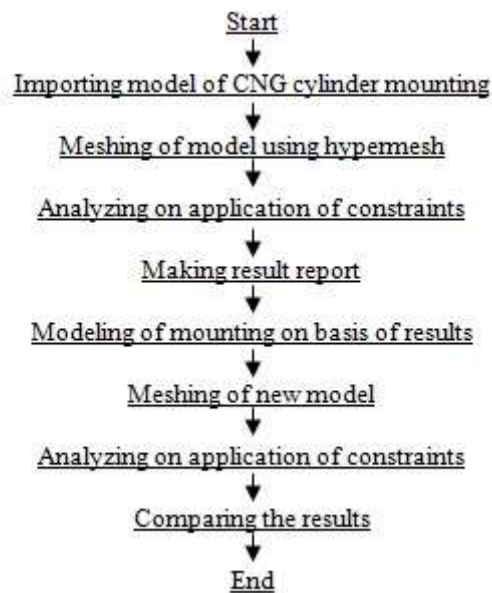 Start
Importing model of CNG cylinder mounting
Meshing of model using hypermesh
Analyzing on application of constraints
Making result report
Modeling of mounting on basis of results
Meshing of new model
Analyzing on application of constraints
Comparing the results
End